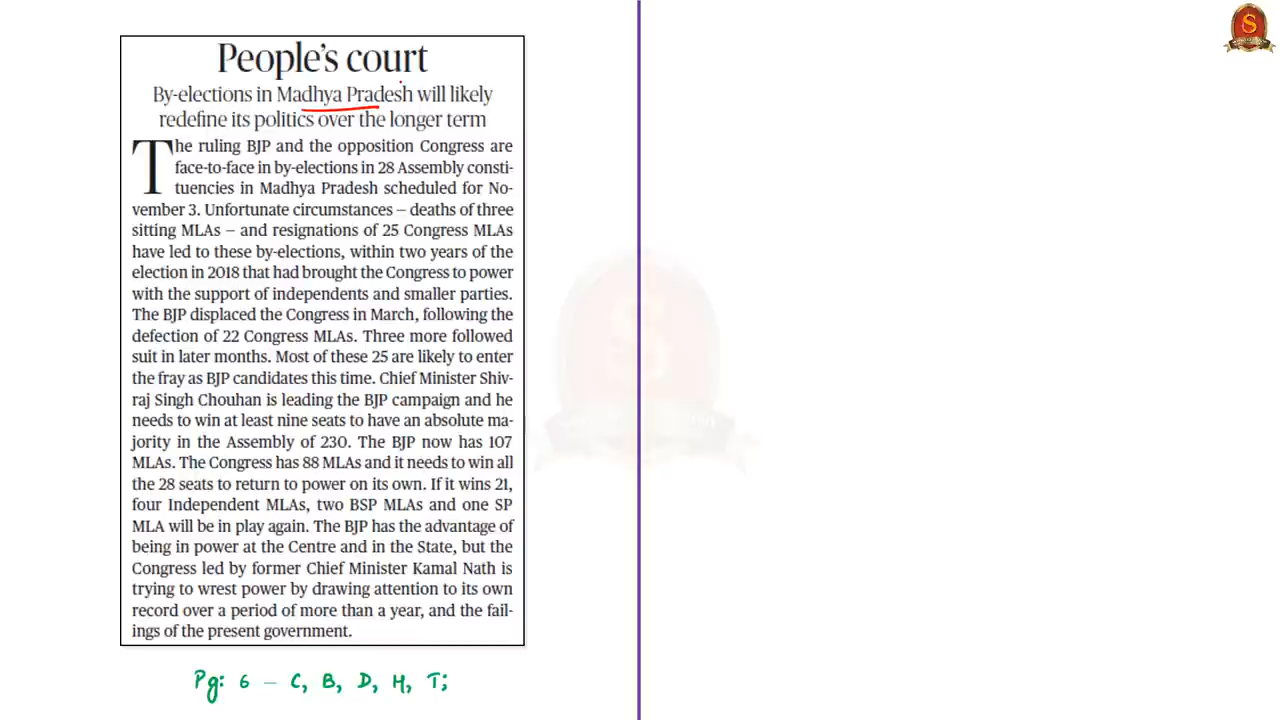 People's court
By-elections in Madhya Pradesh will likely
redefine its politics over the longer term
The ruling BJP and the opposition Congress are
face-to-face in by-elections in 28 Assembly consti-
tuencies in Madhya Pradesh scheduled for No-
vember 3. Unfortunate circumstances – deaths of three
sitting MLAs – and resignations of 25 Congress MLAs
have led to these by-elections, within two years of the
election in 2018 that had brought the Congress to power
with the support of independents and smaller parties.
The BJP displaced the Congress in March, following the
defection of 22 Congress MLAs. Three more followed
suit in later months. Most of these 25 are likely to enter
the fray as BJP candidates this time. Chief Minister Shiv-
raj Singh Chouhan is leading the BJP campaign and he
needs to win at least nine seats to have an absolute ma-
jority in the Assembly of 230. The BJP now has 107
MLAs. The Congress has 88 MLAs and it needs to win all
the 28 seats to return to power on its own. If it wins 21,
four Independent MLAs, two BSP MLAs and one SP
MLA will be in play again. The BJP has the advantage of
being in power at the Centre and in the State, but the
Congress led by former Chief Minister Kamal Nath is
trying to wrest power by drawing attention to its own
record over a period of more than a year, and the fail-
ings of the present government.
Pg: 6 – C, B, D, H, T;
S